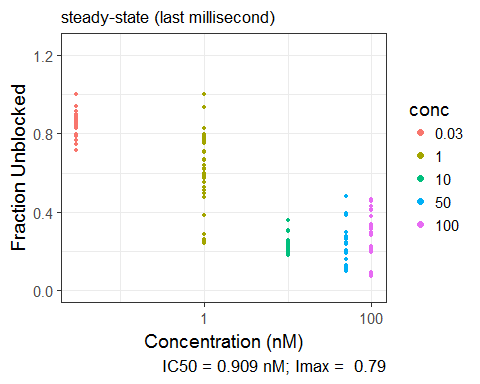 steady-state (last millisecond)
Fraction Unblocked
1.2
0.8
0.4
0.0
1
100
Concentration (nM)
IC50 = 0.909 nM; Imax = 0.79
conc
0.03
1
10
50
100